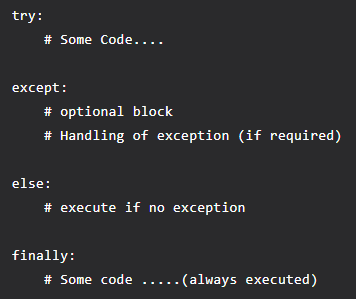 try:
    # Some Code....
except:
    # optional block
    # Handling of exception (if required)
else:
    # execute if no exception
finally:
    # Some code .....(always executed)